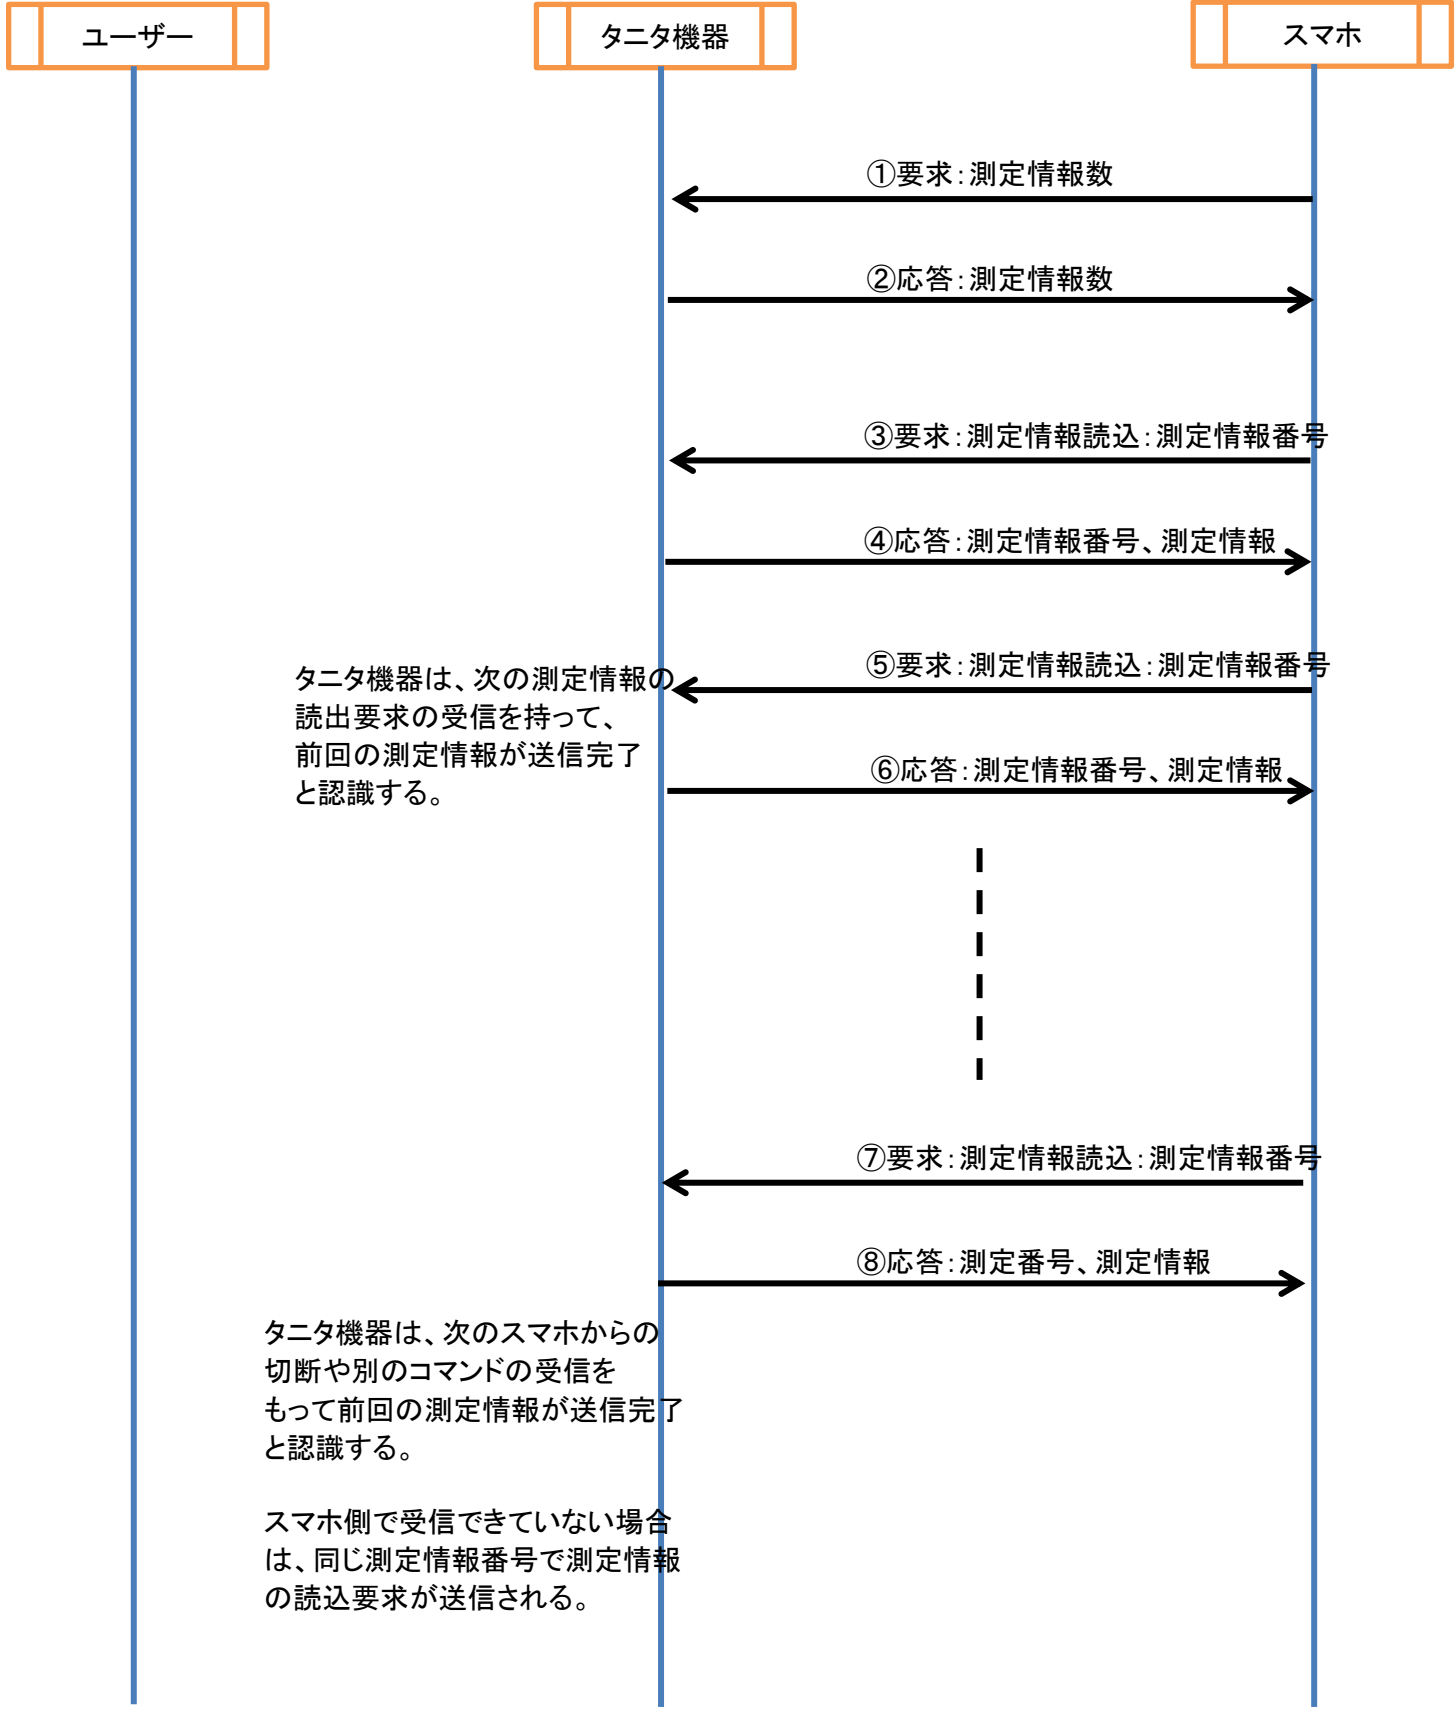 ユーザー
タニタ機器
スマホ
①要求：測定情報数
②応答：測定情報数
③要求：測定情報読込：測定情報番号
④応答：測定情報番号、測定情報
⑤要求：測定情報読込：測定情報番号
タニタ機器は、次の測定情報の
読出要求の受信を持って、
前回の測定情報が送信完了
と認識する。
⑥応答：測定情報番号、測定情報
⑦要求：測定情報読込：測定情報番号
⑧応答：測定番号、測定情報
タニタ機器は、次のスマホからの
切断や別のコマンドの受信を
もって前回の測定情報が送信完了
と認識する。
スマホ側で受信できていない場合
は、同じ測定情報番号で測定情報
の読込要求が送信される。